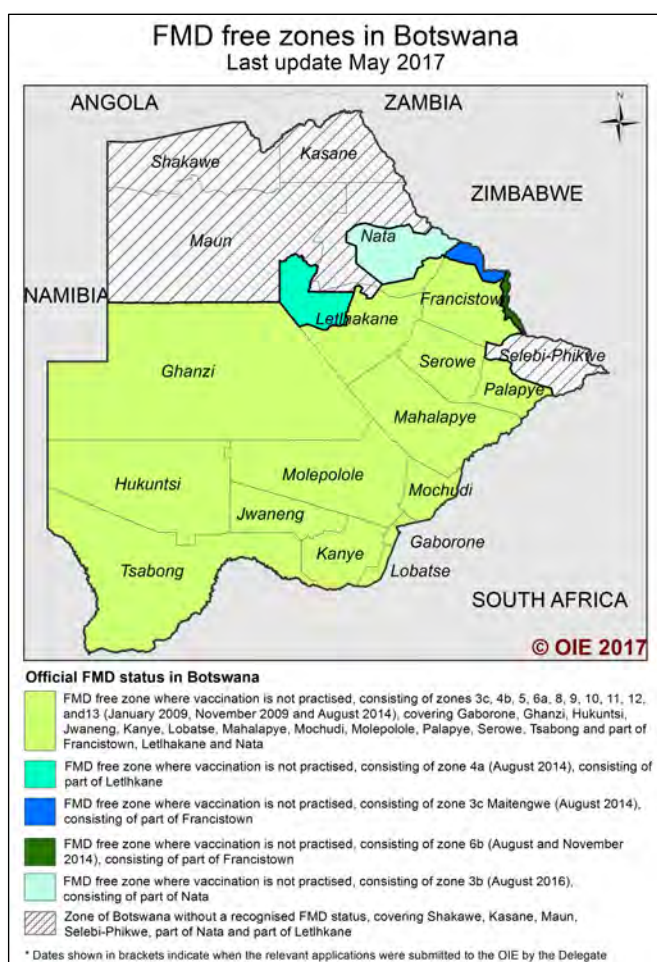 FMD free zones in Botswana
Last update May 2017
ANGOLA
ZAMBIA
N
Kasane
Shakawe
ZIMBABWE
Maun
Nata
NAMIBIA
Letlhakane
Francistown
Selebi-Phikwe
Serowe
Ghanzi
Palapye
Mahalapye
Molepolole
Hukuntsi
Mochudi
Jwaneng
Gaborone
Kanye
Lobatse
Tsabong
SOUTH AFRICA
© OIE 2017
Official FMD status in Botswana
FMD free zone where vaccination is not practised, consisting of zones 3c, 4b, 5, 6a, 8, 9, 10, 11, 12,
and13 (January 2009, November 2009 and August 2014), covering Gaborone, Ghanzi, Hukuntsi,
Jwaneng, Kanye, Lobatse, Mahalapye, Mochudi, Molepolole, Palapye, Serowe, Tsabong and part of
Francistown, Letlhakane and Nata
FMD free zone where vaccination is not practised, consisting of zone 4a (August 2014), consisting of
part of Letlhkane
FMD free zone where vaccination is not practised, consisting of zone 3c Maitengwe (August 2014),
consisting of part of Francistown
FMD free zone where vaccination is not practised, consisting of zone 6b (August and November
2014), consisting of part of Francistown
FMD free zone where vaccination is not practised, consisting of zone 3b (August 2016),
consisting of part of Nata
Zone of Botswana without a recognised FMD status, covering Shakawe, Kasane, Maun,
Selebi-Phikwe, part of Nata and part of Letlhkane
* Dates shown in brackets indicate when the relevant applications were submitted to the OIE by the Delegate